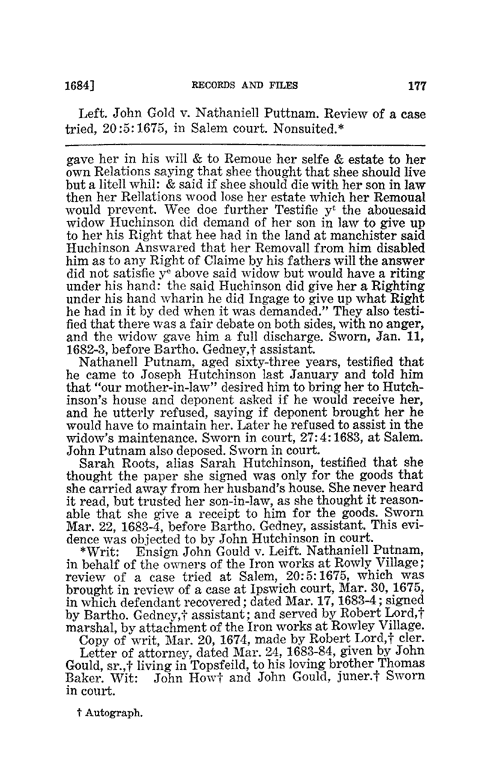 1684] RECORDS AND FILES 177
Left. John Gold v. Nathaniell Puttnam. Review of a case
tried, 20:5:1675, in Salem court. Nonsuited.*
gave her in his will & to Remoue her selfe & estate to her
own Relations saying that shee thought that shee should live
but a litell whil: & said if shee should die with her son in law
then her Rellations wood lose her estate which her Remoual
would prevent. Wee doe further Testifie yᵗ the abouesaid
widow Huchinson did demand of her son in law to give up
to her his Right that hee had in the land at manchister said
Huchinson Answared that her Removall from him disabled
him as to any Right of Claime by his fathers will the answer
did not satisfie yᵉ above said widow but would have a riting
under his hand: the said Huchinson did give her a Righting
under his hand wharin he did Ingage to give up what Right
he had in it by ded when it was demanded." They also testi-
fied that there was a fair debate on both sides, with no anger,
and the widow gave him a full discharge. Sworn, Jan. 11,
1682-3, before Bartho. Gedney,† assistant.
Nathanell Putnam, aged sixty-three years, testified that
he came to Joseph Hutchinson last January and told him
that "our mother-in-law" desired him to bring her to Hutch-
inson's house and deponent asked if he would receive her,
and he utterly refused, saying if deponent brought her he
would have to maintain her. Later he refused to assist in the
widow's maintenance. Sworn in court, 27:4:1683, at Salem.
John Putnam also deposed. Sworn in court.
Sarah Roots, alias Sarah Hutchinson, testified that she
thought the paper she signed was only for the goods that
she carried away from her husband's house. She never heard
it read, but trusted her son-in-law, as she thought it reason-
able that she give a receipt to him for the goods. Sworn
Mar. 22, 1683-4, before Bartho. Gedney, assistant. This evi-
dence was objected to by John Hutchinson in court.
*Writ: Ensign John Gould v. Leift. Nathaniell Putnam,
in behalf of the owners of the Iron works at Rowly Village;
review of a case tried at Salem, 20:5:1675, which was
brought in review of a case at Ipswich court, Mar. 30, 1675,
in which defendant recovered; dated Mar. 17, 1683-4; signed
by Bartho. Gedney,† assistant; and served by Robert Lord,†
marshal, by attachment of the Iron works at Rowley Village.
Copy of writ, Mar. 20, 1674, made by Robert Lord,† cler.
Letter of attorney, dated Mar. 24, 1683-84, given by John
Gould, sr.,† living in Topsfeild, to his loving brother Thomas
Baker. Wit: John How† and John Gould, juner.† Sworn
in court.
† Autograph.